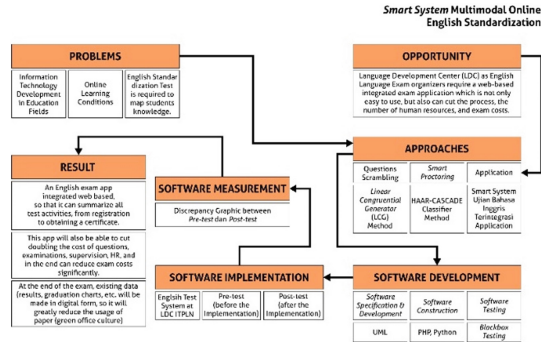 Smart System Multimodal Online
English Standardization
PROBLEMS
Information
Technology
Development
in Education
Fields
Online
Learning
Conditions
English Standar
dization Test
is required to
map students
knowledge.
OPPORTUNITY
Language Development Center (LDC) as English
Language Exam organizers require a web-based
integrated exam application which is not only
easy to use, but also can cut the process, the
number of human resources, and exam costs.
APPROACHES
Questions
Scrambling
Smart
Proctoring
Application
Linear
Congruential
Generator
(LCG)
Method
HAAR-CASCADE
Classifier
Method
Smart System
Ujian Bahasa
Inggris
Terintegrasi
Application
RESULT
An English exam app
integrated web based,
so that it can summarize all
test activities, from registration
to obtaining a certificate.
This app will also be able to cut
doubling the cost of questions,
examinations, supervision, HR, and
in the end can reduce exam costs
significantly.
At the end of the exam, existing data
(results, graduation charts, etc. will be
made in digital form, so it will
greatly reduce the usage of
paper (green office culture)
SOFTWARE MEASUREMENT
Discrepancy Graphic between
Pre-test dan Post-test
SOFTWARE IMPLEMENTATION
Englsih Test
System at
LDC ITPLN
Pre-test
(before the
Implementation)
Post-test
(after the
Implementation)
SOFTWARE DEVELOPMENT
Software
Specification &
Development
Software
Construction
Software
Testing
UML
PHP, Python
Blackbox
Testing